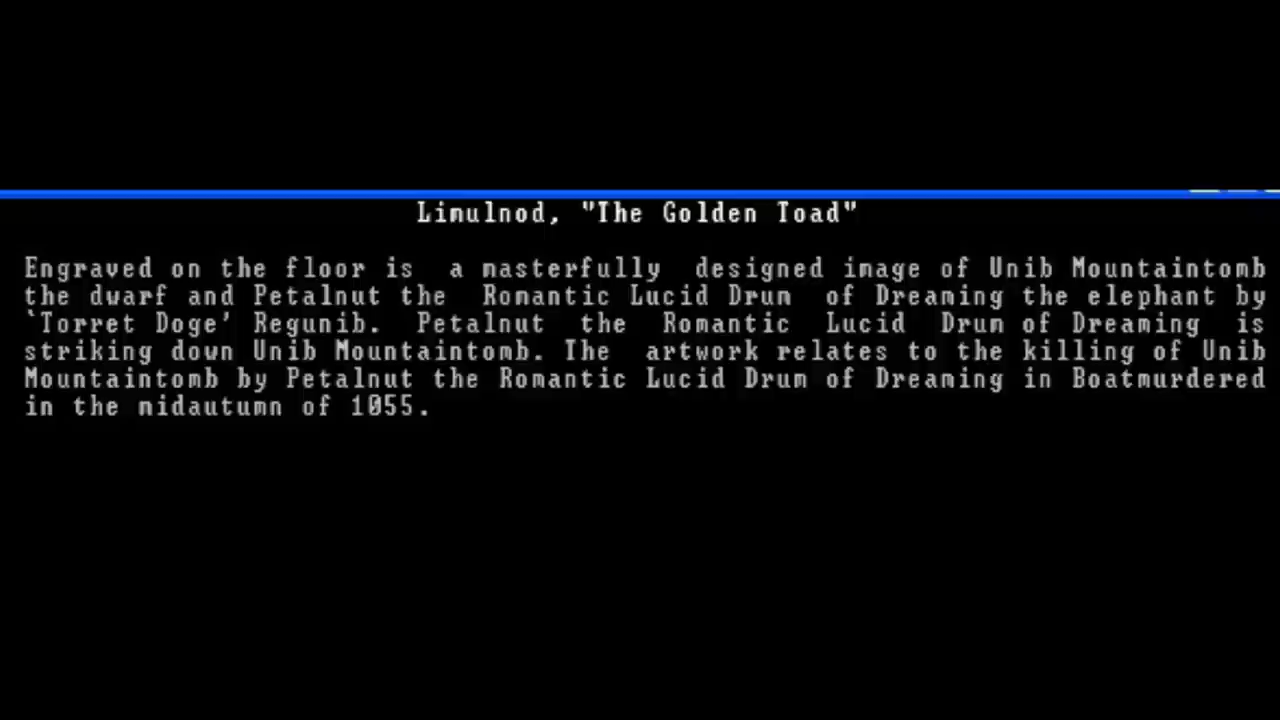 Limulnod, "The Golden Toad"
Engraved on the floor is a masterfully designed image of Unib Mountaintomb
the dwarf and Petalnut the Romantic Lucid Drum of Dreaming the elephant by
`Torret Doge' Regunib. Petalnut the Romantic Lucid Drum of Dreaming is
striking down Unib Mountaintomb. The artwork relates to the killing of Unib
Mountaintomb by Petalnut the Romantic Lucid Drum of Dreaming in Boatmurdered
in the midautumn of 1055.